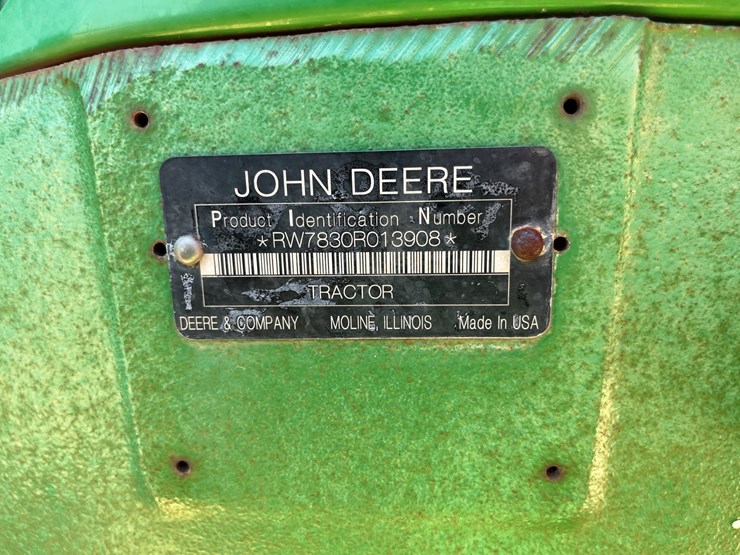 JOHN DEERE
Product Identification Number
*RW7830R013908*
TRACTOR
DEERE & COMPANY MOLINE, ILLINOIS Made In USA